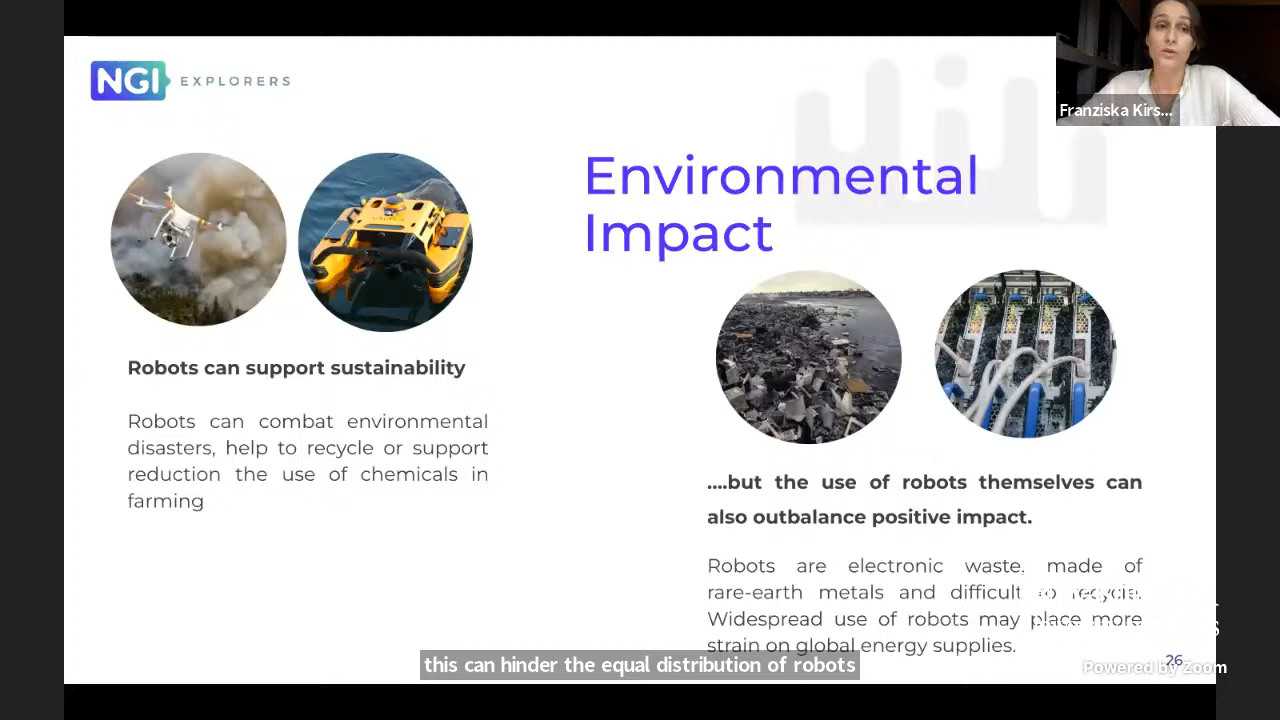 NGI EXPLORERS
Franziska Kirs...
Environmental
Impact
Robots can support sustainability
Robots can combat environmental
disasters, help to recycle or support
reduction the use of chemicals in
farming
....but the use of robots themselves can
also outbalance positive impact.
Robots are electronic waste, made of
rare-earth metals and difficult to recycle.
Widespread use of robots may place more
strain on global energy supplies.
this can hinder the equal distribution of robots
26
Powered by Zoom